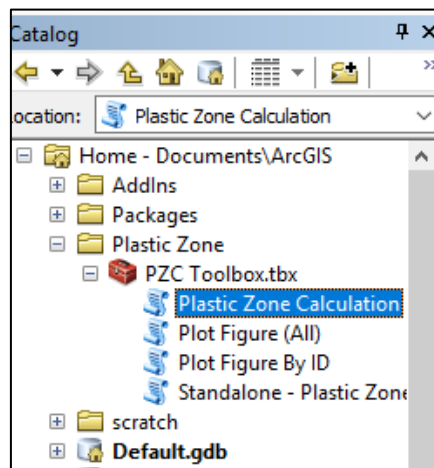 Catalog
ocation: Plastic Zone Calculation
Home - Documents\ArcGIS
AddIns
Packages
Plastic Zone
PZC Toolbox.tbx
Plastic Zone Calculation
Plot Figure (All)
Plot Figure By ID
Standalone - Plastic Zone
scratch
Default.gdb